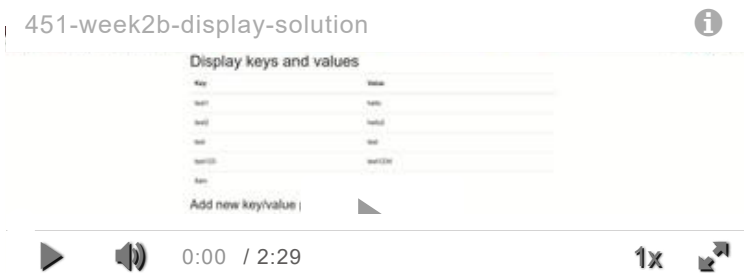 451-week2b-display-solution
Display keys and values
Key Value
test1 hello
test2 hello2
test test
test123 test1234
Add new key/value
0:00 / 2:29
1x